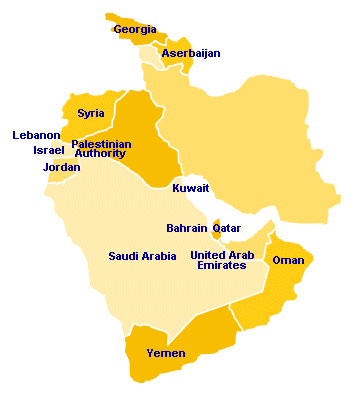 Georgia
Aserbaijan
Syria
Lebanon
Israel
Palestinian
Authority
Jordan
Kuwait
Bahrain
Qatar
Saudi Arabia
United Arab
Emirates
Oman
Yemen